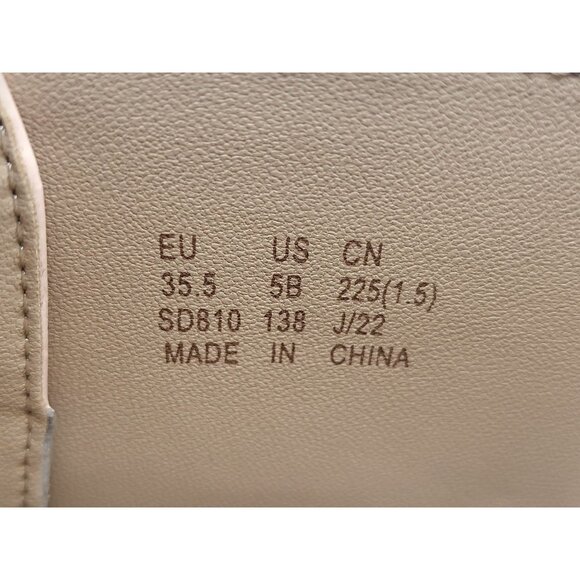 EU US CN
35.5 5B 225(1.5)
SD810 138 J/22
MADE IN CHINA